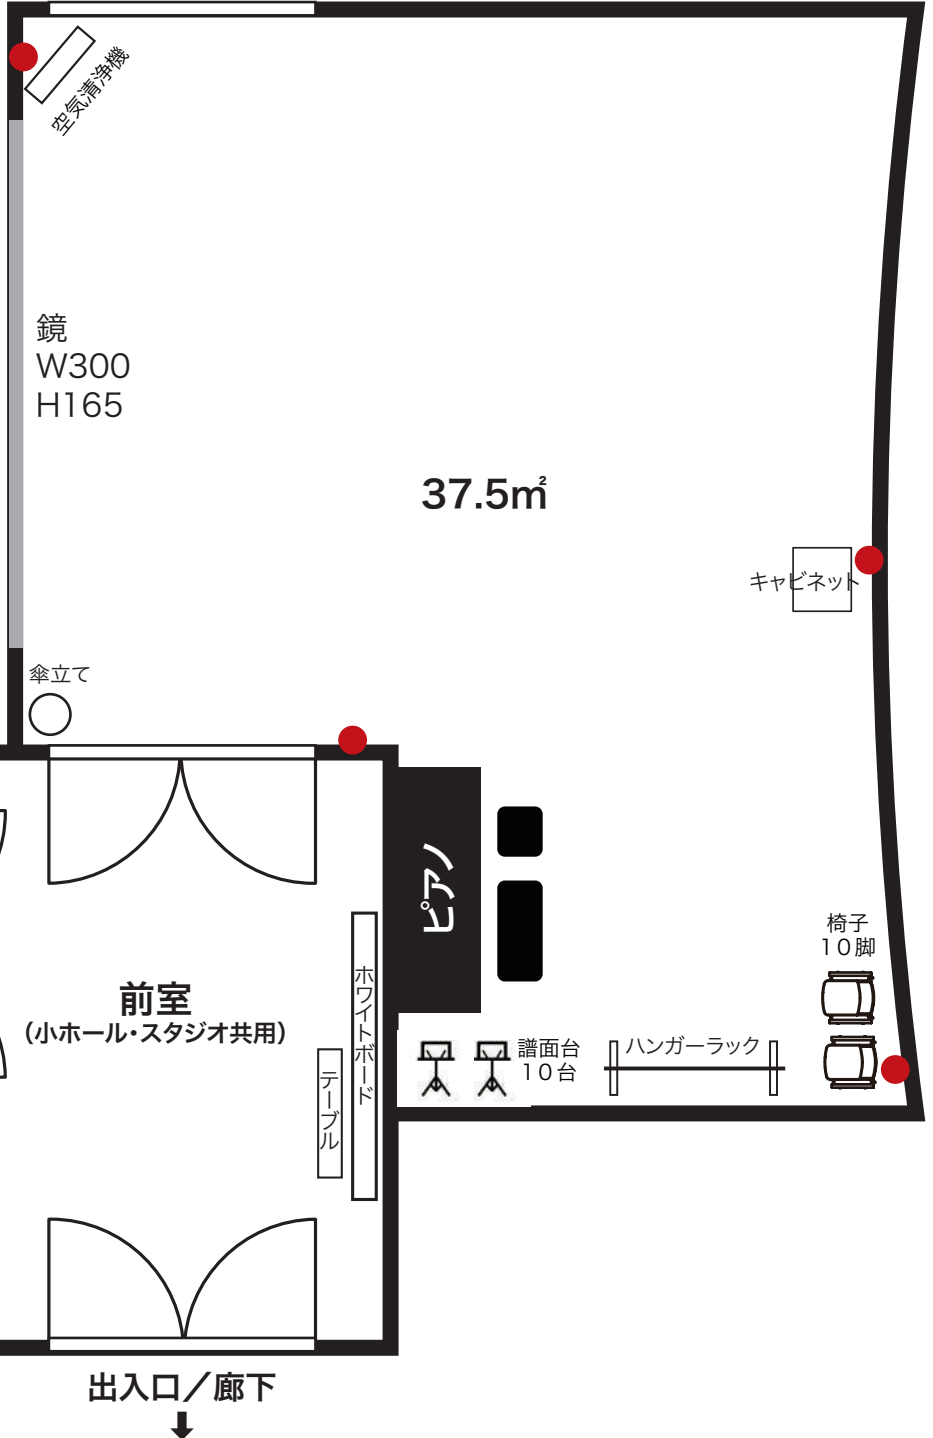 空気清浄機
鏡
W300
H165
37.5㎡
キャビネット
傘立て
ピアノ
椅子
10脚
前室
（小ホール・スタジオ共用）
ホワイトボード
テーブル
譜面台
10台
ハンガーラック
出入口／廊下